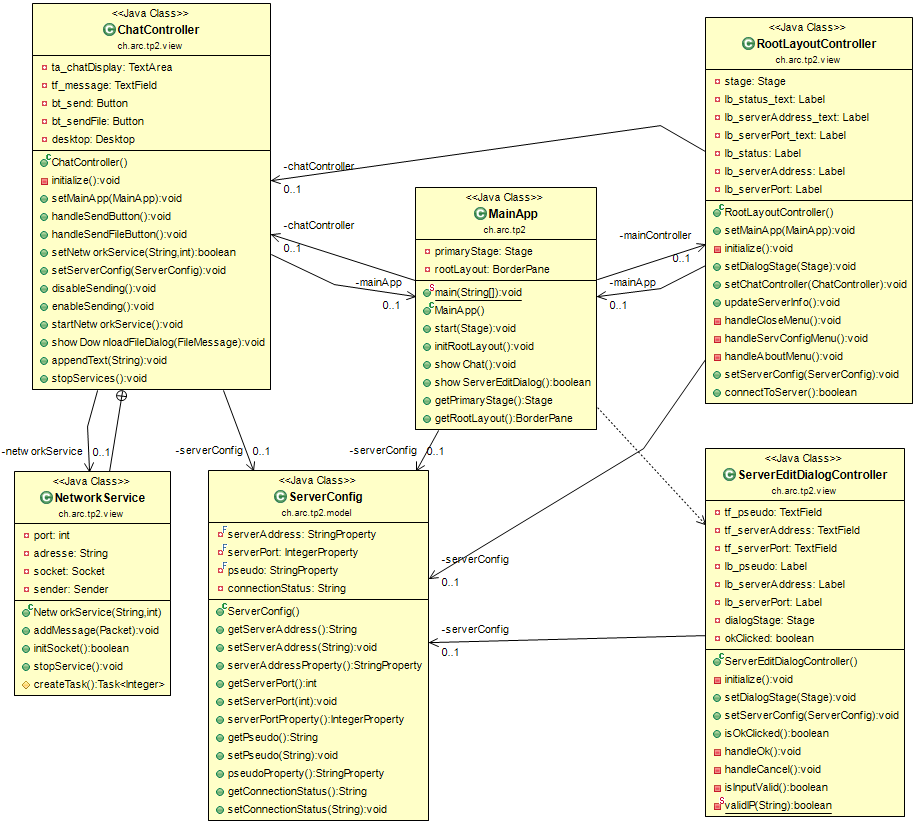 <<Java Class>>
ChatController
ch.arc.tp2.view
ta_chatDisplay: TextArea
tf_message: TextField
bt_send: Button
bt_sendFile: Button
desktop: Desktop
ChatController()
initialize():void
setMainApp(MainApp):void
handleSendButton():void
handleSendFileButton():void
setNetworkService(String,int):boolean
setServerConfig(ServerConfig):void
disableSending():void
enableSending():void
startNetworkService():void
showDownloadFileDialog(FileMessage):void
appendText(String):void
stopServices():void
<<Java Class>>
RootLayoutController
ch.arc.tp2.view
stage: Stage
lb_status_text: Label
lb_serverAddress_text: Label
lb_serverPort_text: Label
lb_status: Label
lb_serverAddress: Label
lb_serverPort: Label
RootLayoutController()
setMainApp(MainApp):void
initialize():void
setDialogStage(Stage):void
setChatController(ChatController):void
updateServerInfo():void
handleCloseMenu():void
handleServConfigMenu():void
handleAboutMenu():void
setServerConfig(ServerConfig):void
connectToServer():boolean
-chatController
0..1
-chatController
0..1
-mainApp
0..1
<<Java Class>>
MainApp
ch.arc.tp2
primaryStage: Stage
rootLayout: BorderPane
main(String[]):void
MainApp()
start(Stage):void
initRootLayout():void
showChat():void
showServerEditDialog():boolean
getPrimaryStage():Stage
getRootLayout():BorderPane
-mainController
0..1
-mainApp
0..1
-networkService
0..1
-serverConfig
0..1
-serverConfig
0..1
<<Java Class>>
NetworkService
ch.arc.tp2.view
port: int
adresse: String
socket: Socket
sender: Sender
NetworkService(String,int)
addMessage(Packet):void
initSocket():boolean
stopService():void
createTask():Task<Integer>
<<Java Class>>
ServerConfig
ch.arc.tp2.model
serverAddress: StringProperty
serverPort: IntegerProperty
pseudo: StringProperty
connectionStatus: String
ServerConfig()
getServerAddress():String
setServerAddress(String):void
serverAddressProperty():StringProperty
getServerPort():int
setServerPort(int):void
serverPortProperty():IntegerProperty
getPseudo():String
setPseudo(String):void
pseudoProperty():StringProperty
getConnectionStatus():String
setConnectionStatus(String):void
-serverConfig
0..1
-serverConfig
0..1
<<Java Class>>
ServerEditDialogController
ch.arc.tp2.view
tf_pseudo: TextField
tf_serverAddress: TextField
tf_serverPort: TextField
lb_pseudo: Label
lb_serverAddress: Label
lb_serverPort: Label
dialogStage: Stage
okClicked: boolean
ServerEditDialogController()
initialize():void
setDialogStage(Stage):void
setServerConfig(ServerConfig):void
isOkClicked():boolean
handleOk():void
handleCancel():void
isInputValid():boolean
validIP(String):boolean